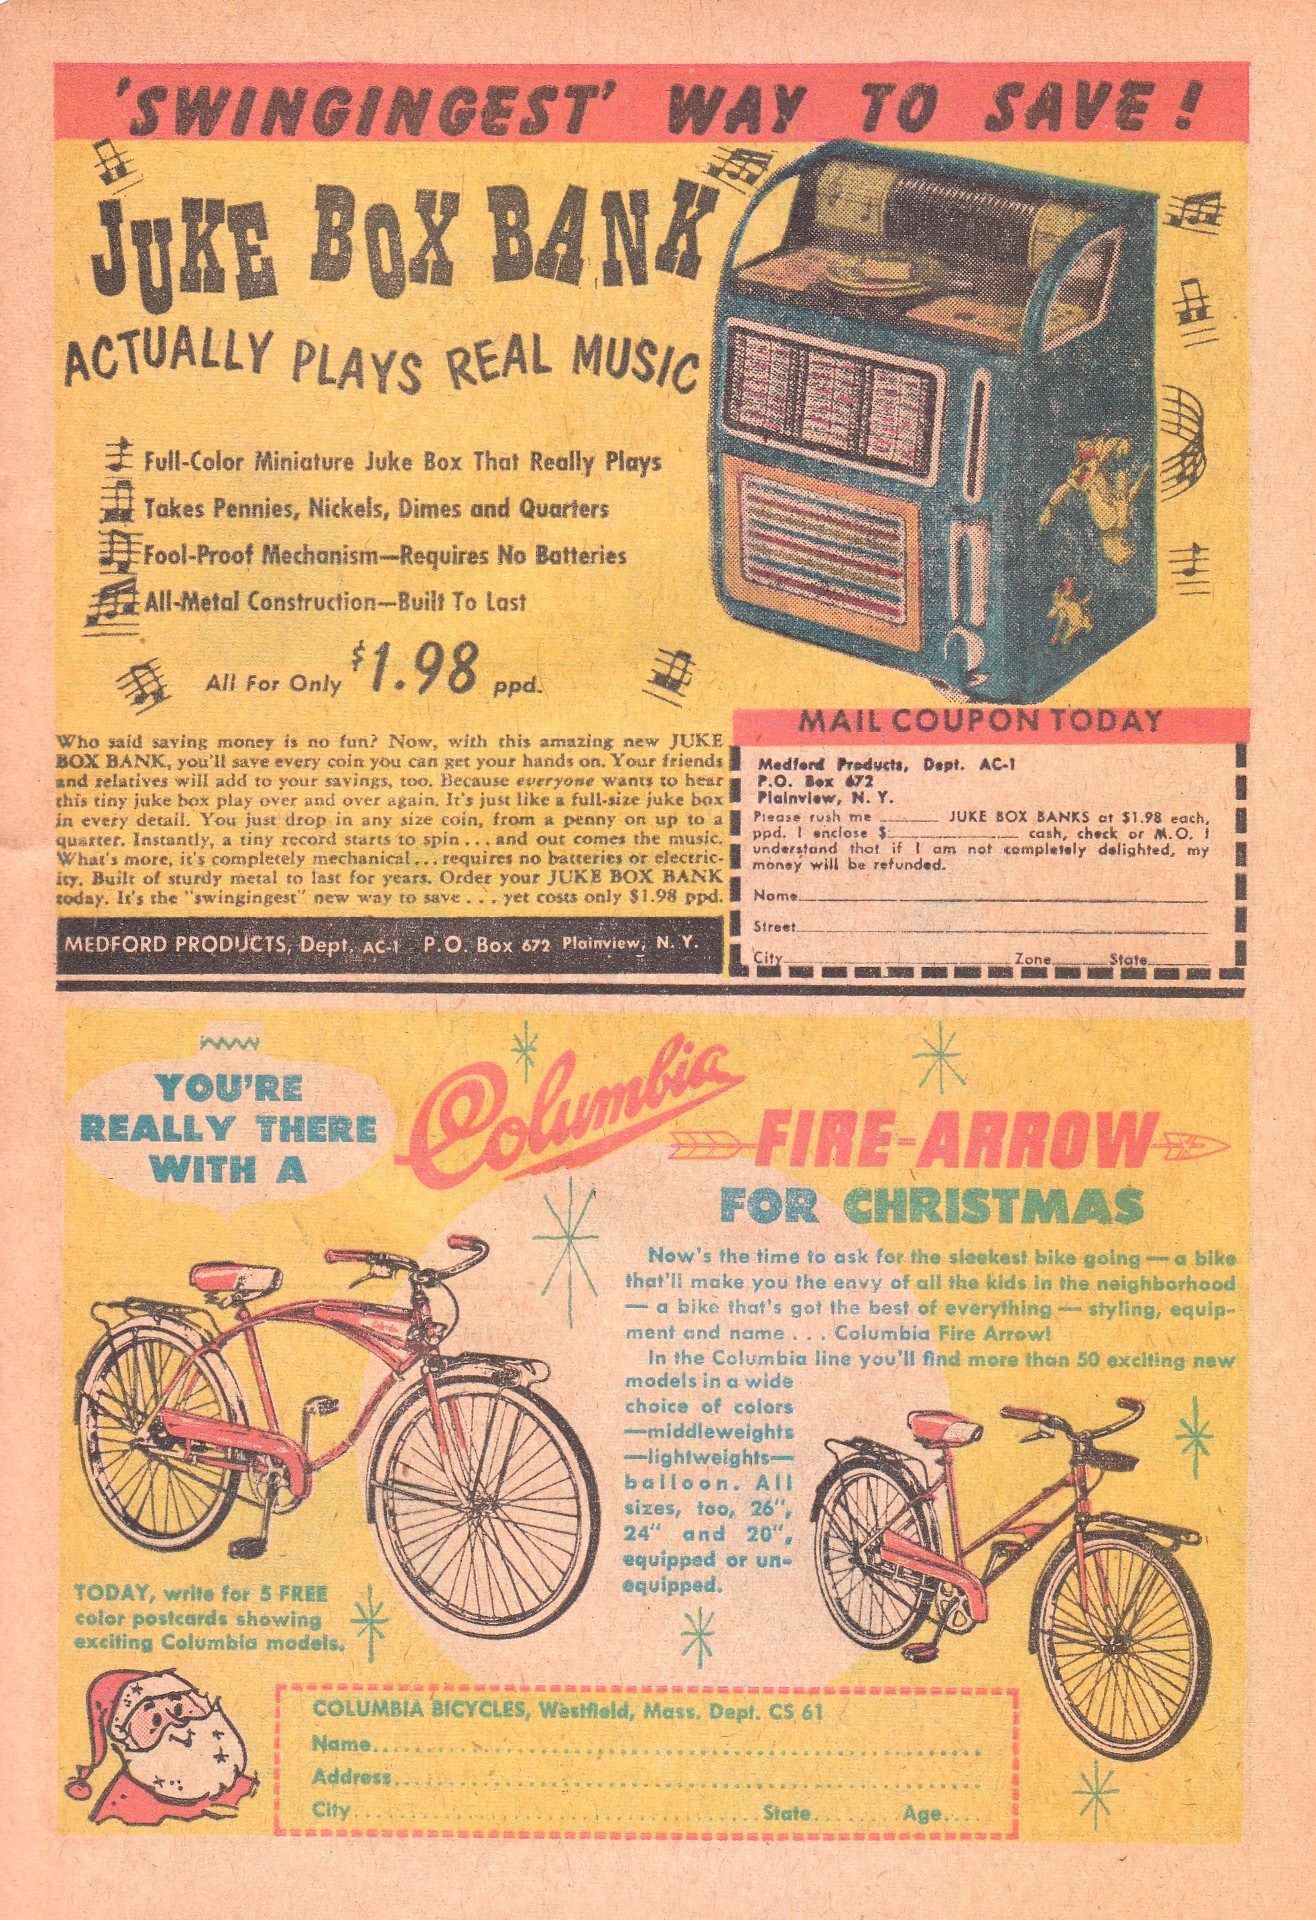 'SWINGINGEST' WAY TO SAVE!
JUKE BOX BANK
ACTUALLY PLAYS REAL MUSIC
Full-Color Miniature Juke Box That Really Plays
Takes Pennies, Nickels, Dimes and Quarters
Fool-Proof Mechanism—Requires No Batteries
All-Metal Construction—Built To Last
All For Only $1.98 ppd.
Who said saving money is no fun? Now, with this amazing new JUKE
BOX BANK, you'll save every coin you can get your hands on. Your friends
and relatives will add to your savings, too. Because everyone wants to hear
this tiny juke box play over and over again. It's just like a full-size juke box
in every detail. You just drop in any size coin, from a penny on up to a
quarter. Instantly, a tiny record starts to spin ... and out comes the music.
What's more, it's completely mechanical ... requires no batteries or electric-
ity. Built of sturdy metal to last for years. Order your JUKE BOX BANK
today. It's the "swingingest" new way to save ... yet costs only $1.98 ppd.
MEDFORD PRODUCTS, Dept. AC-1 P.O. Box 672 Plainview, N. Y.
MAIL COUPON TODAY
Medford Products, Dept. AC-1
P.O. Box 672
Plainview, N. Y.
Please rush me ________ JUKE BOX BANKS at $1.98 each,
ppd. I enclose $________ cash, check or M.O. I
understand that if I am not completely delighted, my
money will be refunded.
Name________
Street________
City________ Zone________ State________
YOU'RE
REALLY THERE
WITH A
Columbia
FIRE-ARROW
FOR CHRISTMAS
Now's the time to ask for the sleekest bike going — a bike
that'll make you the envy of all the kids in the neighborhood
— a bike that's got the best of everything — styling, equip-
ment and name . . . Columbia Fire Arrow!
In the Columbia line you'll find more than 50 exciting new
models in a wide
choice of colors
—middleweights
—lightweights—
balloon. All
sizes, too, 26",
24" and 20",
equipped or un-
equipped.
TODAY, write for 5 FREE
color postcards showing
exciting Columbia models.
COLUMBIA BICYCLES, Westfield, Mass. Dept. CS 61
Name........
Address........
City........ State........ Age....